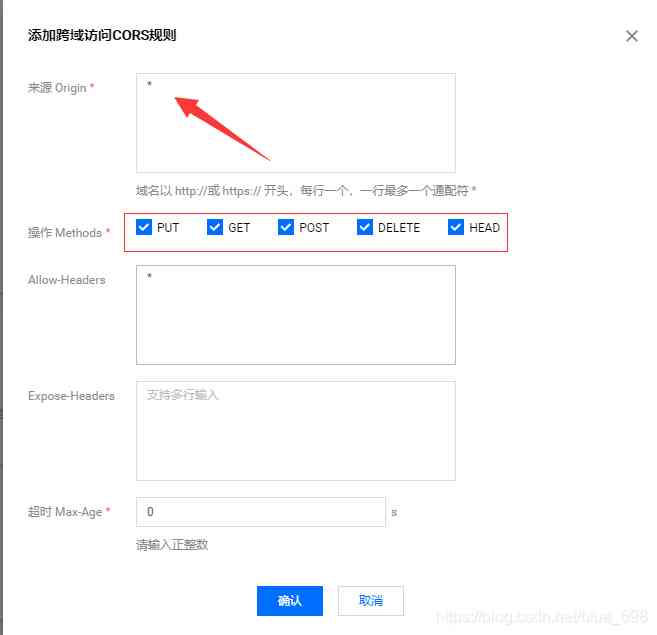 添加跨域访问CORS规则
来源 Origin *
*
域名以 http://或 https:// 开头，每行一个，一行最多一个通配符 *
操作 Methods *
PUT GET POST DELETE HEAD
Allow-Headers
*
Expose-Headers
支持多行输入
超时 Max-Age *
0 s
请输入正整数
确认 取消
https://blog.csdn.net/blue_698